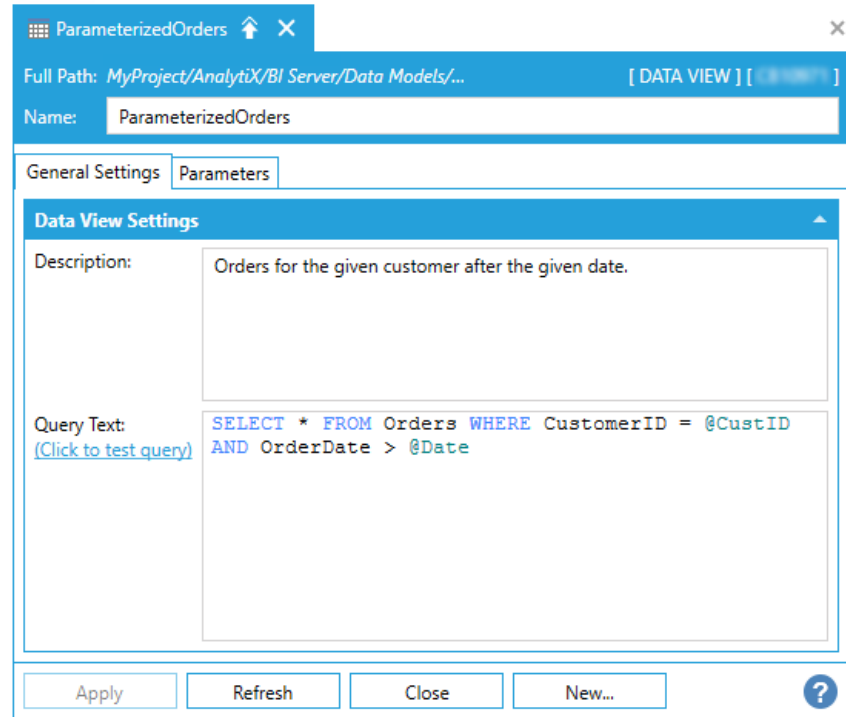 ParameterizedOrders
Full Path: MyProject/AnalytiX/BI Server/Data Models/... [ DATA VIEW ] [ ]
Name: ParameterizedOrders
General Settings Parameters
Data View Settings
Description: Orders for the given customer after the given date.
Query Text: SELECT * FROM Orders WHERE CustomerID = @CustID
(Click to test query) AND OrderDate > @Date
Apply Refresh Close New... ?